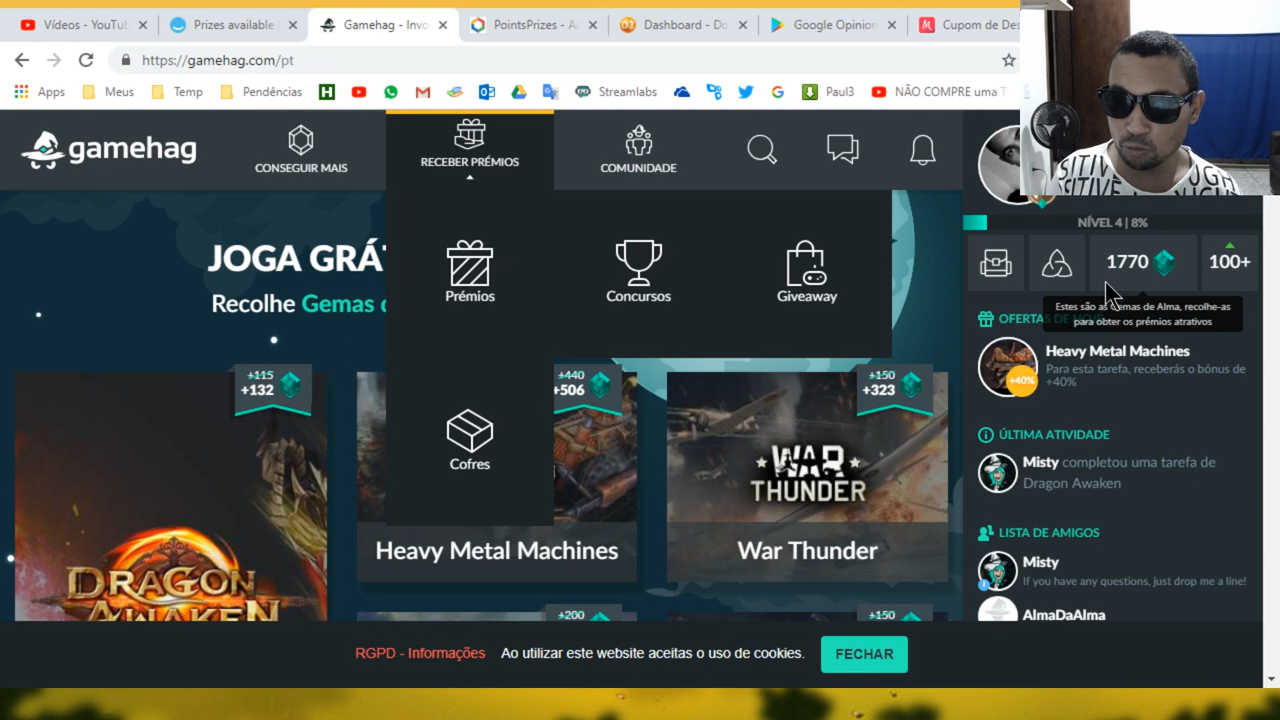 Vídeos - YouTub
Prizes available
Gamehag - Invo
PointsPrizes - Ac
Dashboard - Do
Google Opinion
Cupom de Des
https://gamehag.com/pt
Apps
Meus
Temp
Pendências
Streamlabs
Paul3
NÃO COMPRE uma T
gamehag
CONSEGUIR MAIS
RECEBER PRÉMIOS
COMUNIDADE
SITIVE
UGH
SITIVE
NÍVEL 4 | 8%
1770
100+
Estes são as Gemas de Alma, recolhe-as
para obter os prémios atrativos
JOGA GRÁT
Recolhe Gemas d
Prémios
Concursos
Giveaway
Cofres
+115
+132
+440
+506
+150
+323
DRAGON
AWAKEN
Heavy Metal Machines
WAR
THUNDER
War Thunder
+200
+150
OFERTAS
Heavy Metal Machines
Para esta tarefa, receberás o bónus de
+40%
+40%
ÚLTIMA ATIVIDADE
Misty completou uma tarefa de
Dragon Awaken
LISTA DE AMIGOS
Misty
If you have any questions, just drop me a line!
AlmaDaAlma
RGPD - Informações
Ao utilizar este website aceitas o uso de cookies.
FECHAR